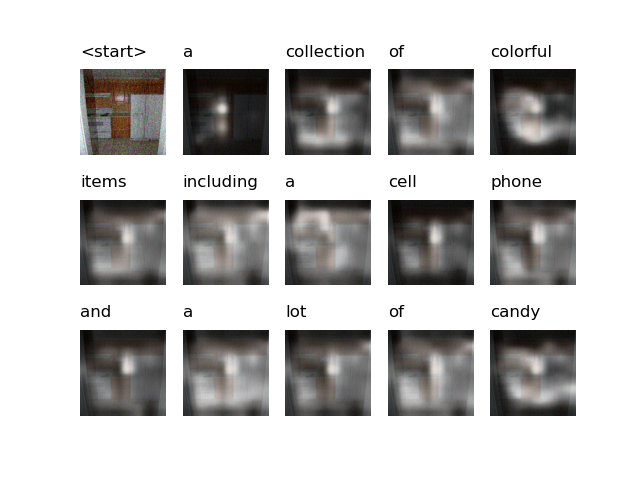 <start> a collection of colorful
items including a cell phone
and a lot of candy